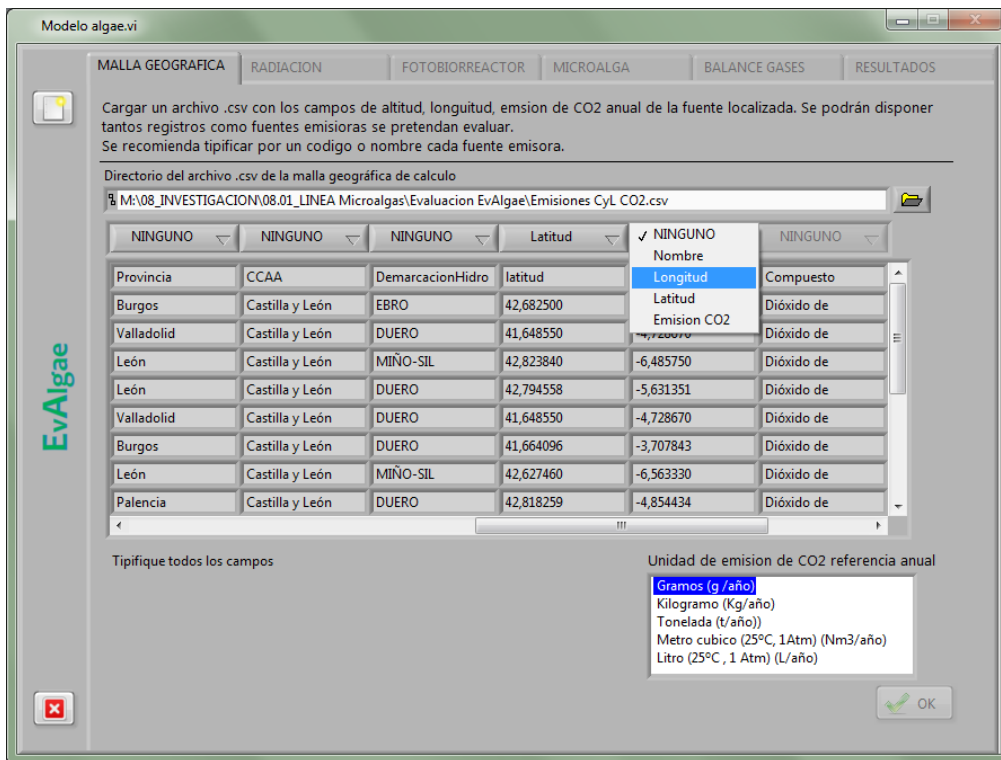 Modelo algae.vi
MALLA GEOGRAFICA RADIACION FOTOBIORREACTOR MICROALGA BALANCE GASES RESULTADOS
Cargar un archivo .csv con los campos de altitud, longuitud, emsion de CO2 anual de la fuente localizada. Se podrán disponer
tantos registros como fuentes emisioras se pretendan evaluar.
Se recomienda tipificar por un codigo o nombre cada fuente emisora.
Directorio del archivo .csv de la malla geográfica de calculo
M:\08_INVESTIGACION\08.01_LINEA Microalgas\Evaluacion EvAlgae\Emisiones CyL CO2.csv
NINGUNO NINGUNO NINGUNO Latitud NINGUNO NINGUNO
Nombre
Longitud
Latitud
Emision CO2
Provincia CCAA DemarcacionHidro latitud Compuesto
Burgos Castilla y León EBRO 42,682500 Dióxido de
Valladolid Castilla y León DUERO 41,648550 -4,728670 Dióxido de
León Castilla y León MIÑO-SIL 42,823840 -6,485750 Dióxido de
León Castilla y León DUERO 42,794558 -5,631351 Dióxido de
Valladolid Castilla y León DUERO 41,648550 -4,728670 Dióxido de
Burgos Castilla y León DUERO 41,664096 -3,707843 Dióxido de
León Castilla y León MIÑO-SIL 42,627460 -6,563330 Dióxido de
Palencia Castilla y León DUERO 42,818259 -4,854434 Dióxido de
EvAlgae
Tipifique todos los campos
Unidad de emision de CO2 referencia anual
Gramos (g /año)
Kilogramo (Kg/año)
Tonelada (t/año))
Metro cubico (25ºC, 1Atm) (Nm3/año)
Litro (25ºC , 1 Atm) (L/año)
OK